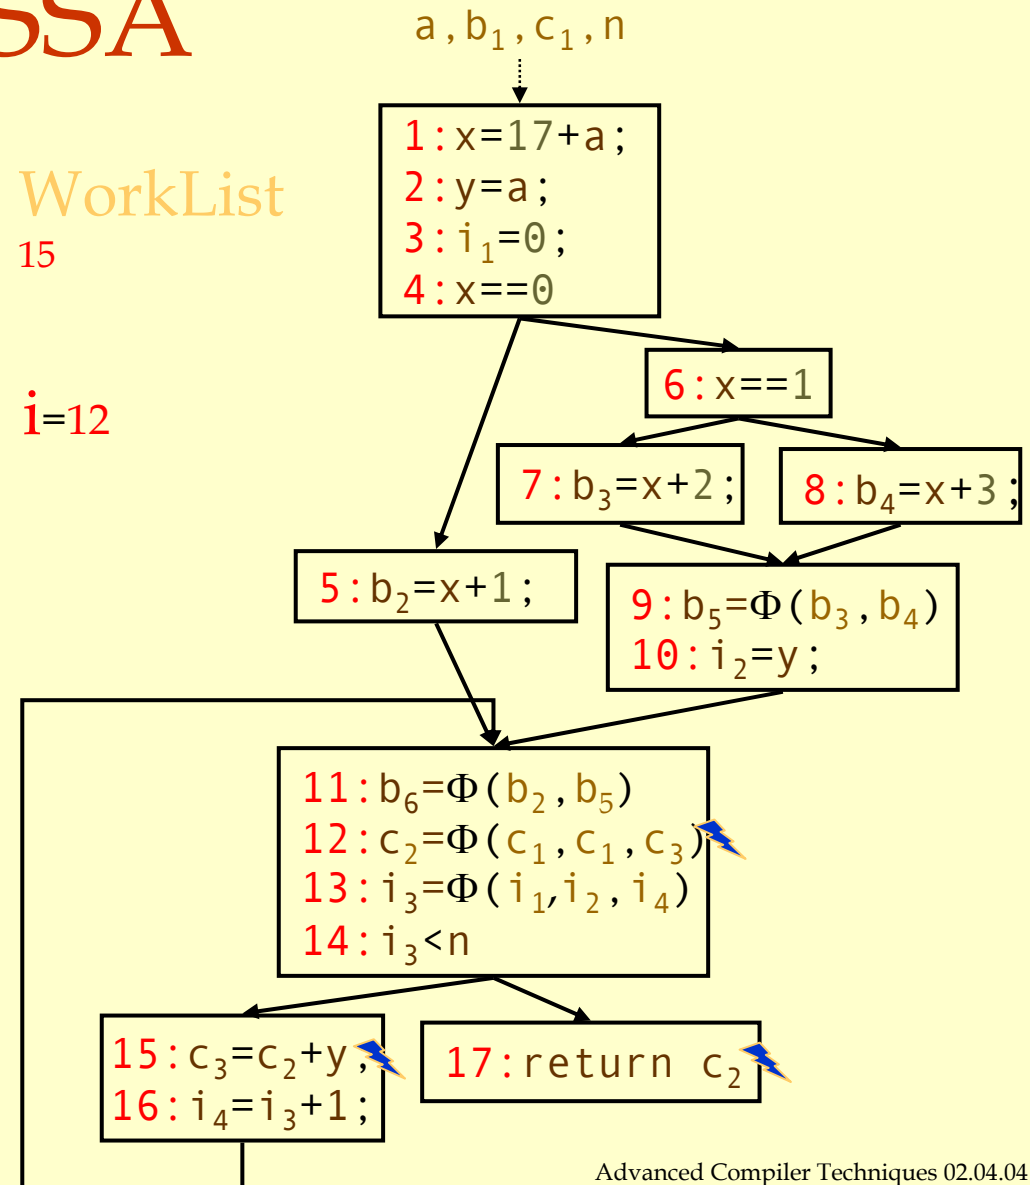 SSA
a,b₁,c₁,n
WorkList
15
i=12
1:x=17+a;
2:y=a;
3:i₁=0;
4:x==0
6:x==1
7:b₃=x+2;
8:b₄=x+3;
5:b₂=x+1;
9:b₅=Φ(b₃,b₄)
10:i₂=y;
11:b₆=Φ(b₂,b₅)
12:c₂=Φ(c₁,c₁,c₃)
13:i₃=Φ(i₁,i₂,i₄)
14:i₃<n
15:c₃=c₂+y;
16:i₄=i₃+1;
17:return c₂
Advanced Compiler Techniques 02.04.04